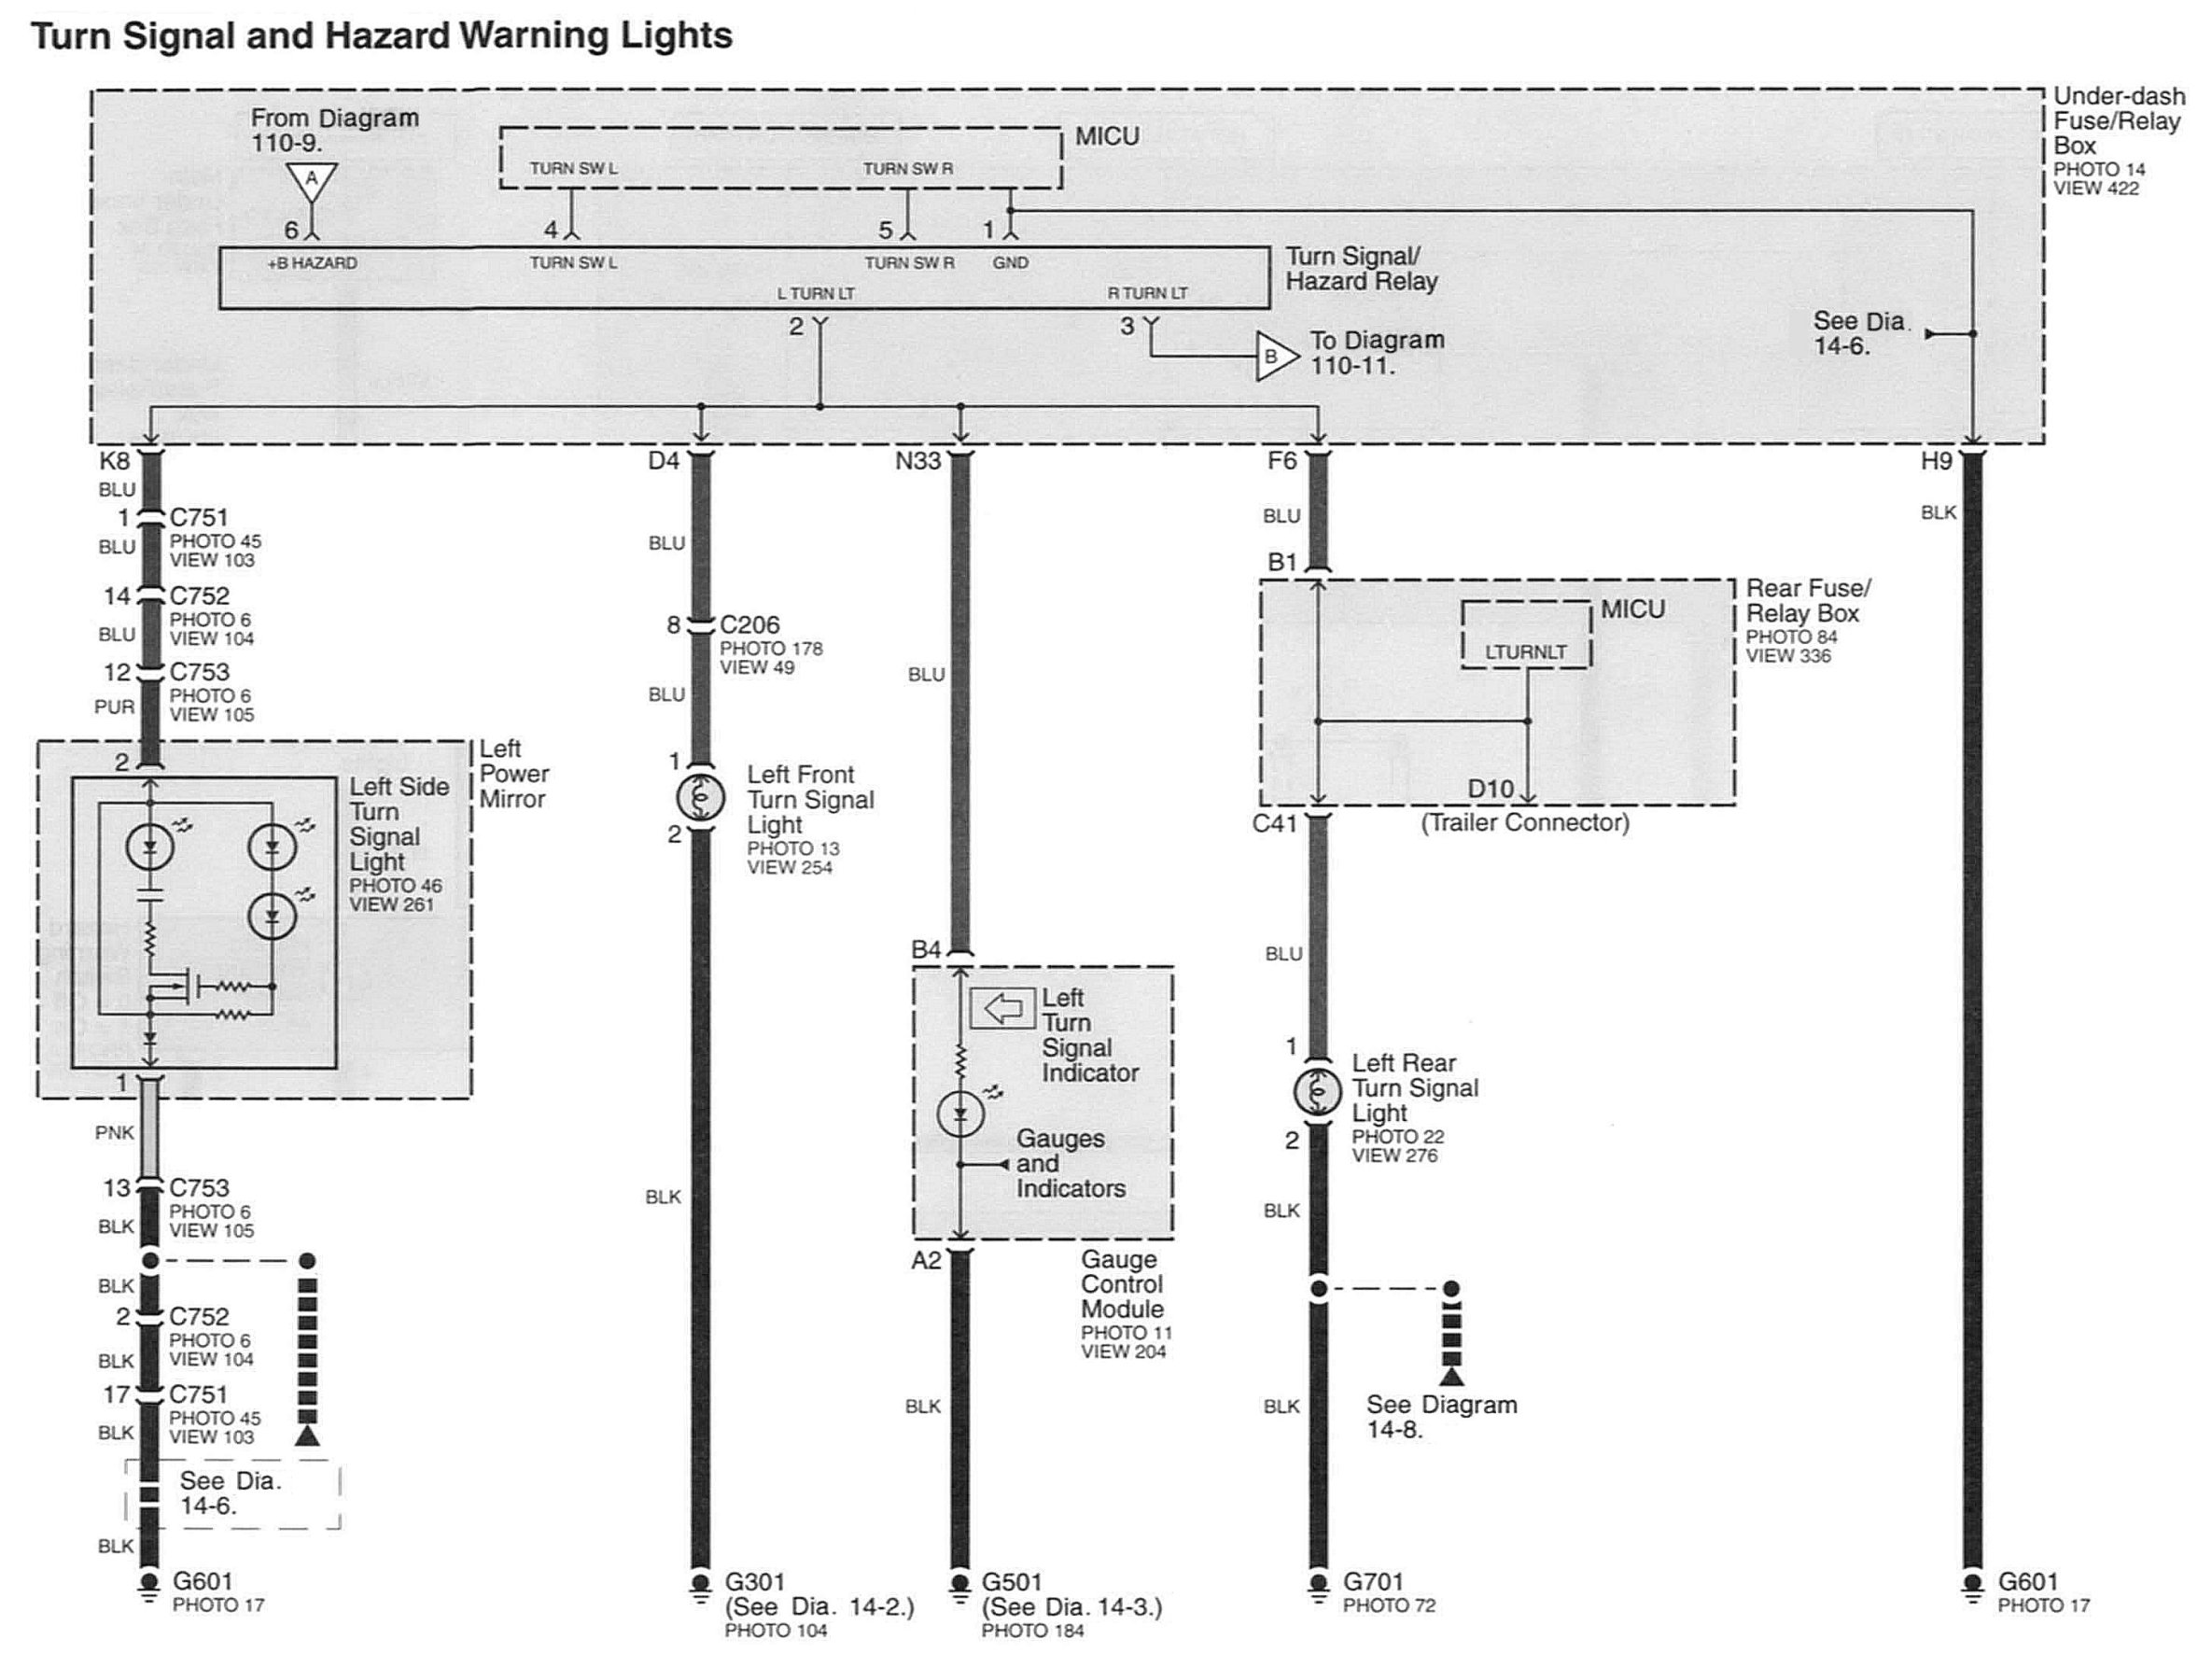 Turn Signal and Hazard Warning Lights
From Diagram
110-9.
A
MICU
TURN SW L
TURN SW R
Under-dash
Fuse/Relay
Box
PHOTO 14
VIEW 422
6
4
5
1
+B HAZARD
TURN SW L
TURN SW R
GND
L TURN LT
R TURN LT
Turn Signal/
Hazard Relay
2
3
B
To Diagram
110-11.
See Dia.
14-6.
K8
D4
N33
F6
H9
BLU
1
C751
PHOTO 45
VIEW 103
BLU
14
C752
PHOTO 6
VIEW 104
BLU
12
C753
PHOTO 6
VIEW 105
PUR
2
Left
Power
Mirror
Left Side
Turn
Signal
Light
PHOTO 46
VIEW 261
1
PNK
13
C753
PHOTO 6
VIEW 105
BLK
BLK
2
C752
PHOTO 6
VIEW 104
BLK
17
C751
PHOTO 45
VIEW 103
BLK
See Dia.
14-6.
BLK
G601
PHOTO 17
BLU
8
C206
PHOTO 178
VIEW 49
BLU
1
Left Front
Turn Signal
Light
PHOTO 13
VIEW 254
2
BLK
G301
(See Dia. 14-2.)
PHOTO 104
BLU
B4
Left
Turn
Signal
Indicator
Gauges
and
Indicators
A2
Gauge
Control
Module
PHOTO 11
VIEW 204
BLK
G501
(See Dia. 14-3.)
PHOTO 184
BLU
B1
Rear Fuse/
Relay Box
PHOTO 84
VIEW 336
MICU
LTURNLT
D10
C41
(Trailer Connector)
BLU
1
Left Rear
Turn Signal
Light
PHOTO 22
VIEW 276
2
BLK
BLK
See Diagram
14-8.
G701
PHOTO 72
BLK
G601
PHOTO 17